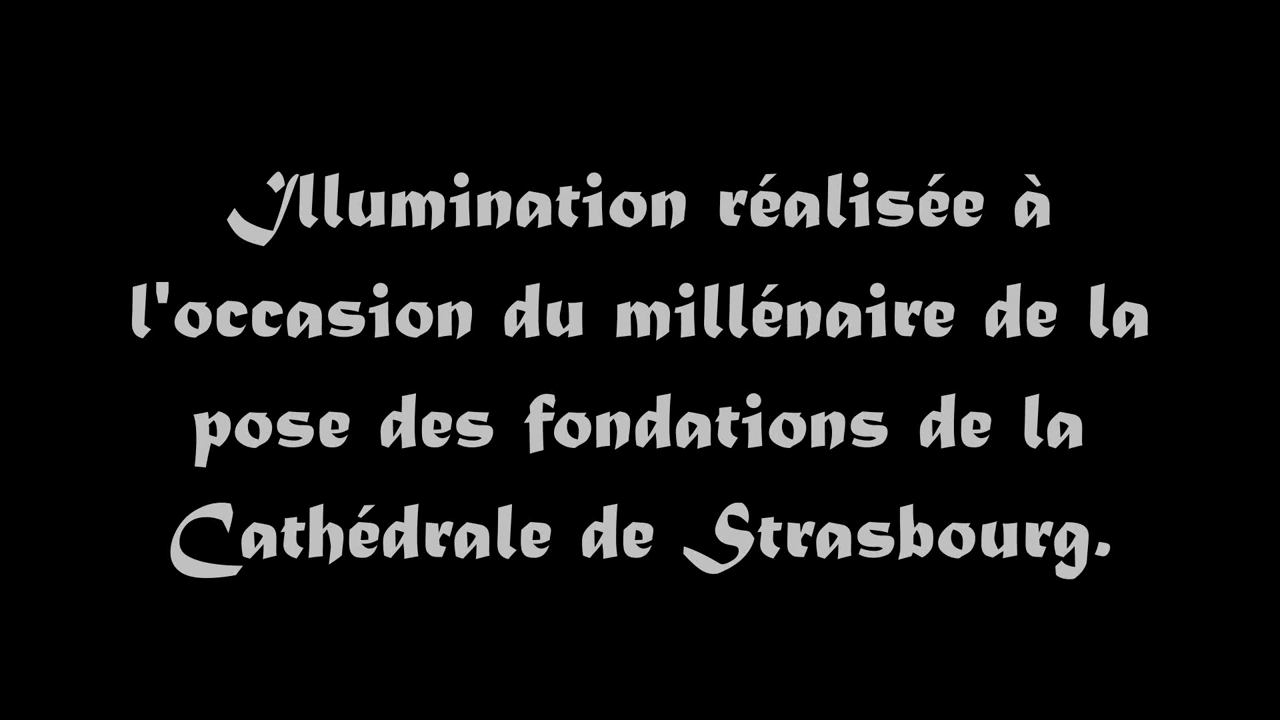 Illumination réalisée à
l'occasion du millénaire de la
pose des fondations de la
Cathédrale de Strasbourg.